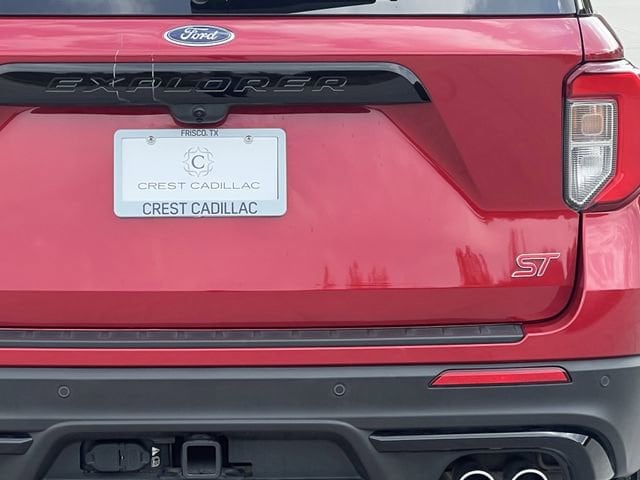 Ford
EXPLORER
FRISCO, TX
C
CREST CADILLAC
CREST CADILLAC
ST